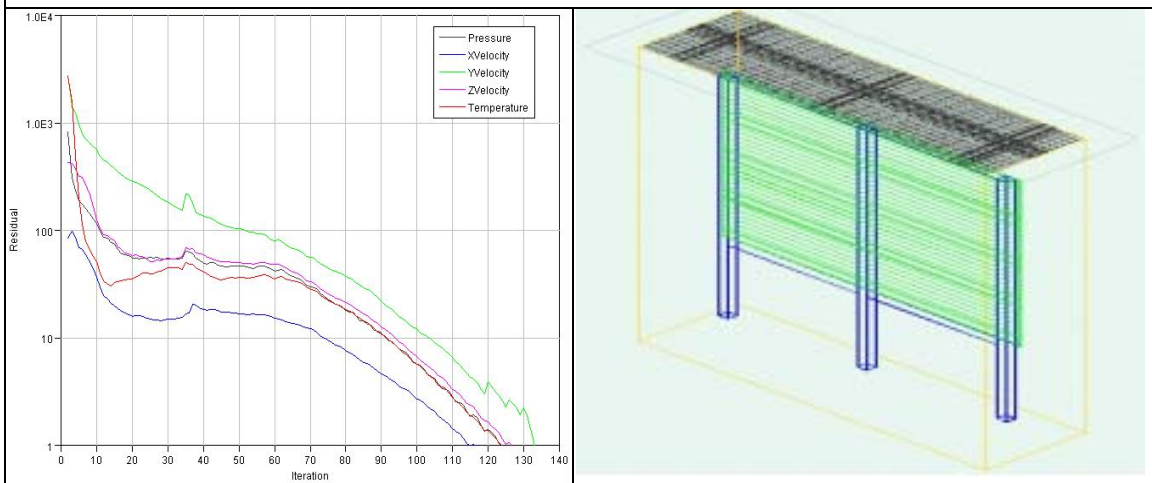 1.0E4
1.0E3
100
10
1
Residual
Pressure
XVelocity
YVelocity
ZVelocity
Temperature
0 10 20 30 40 50 60 70 80 90 100 110 120 130 140
Iteration